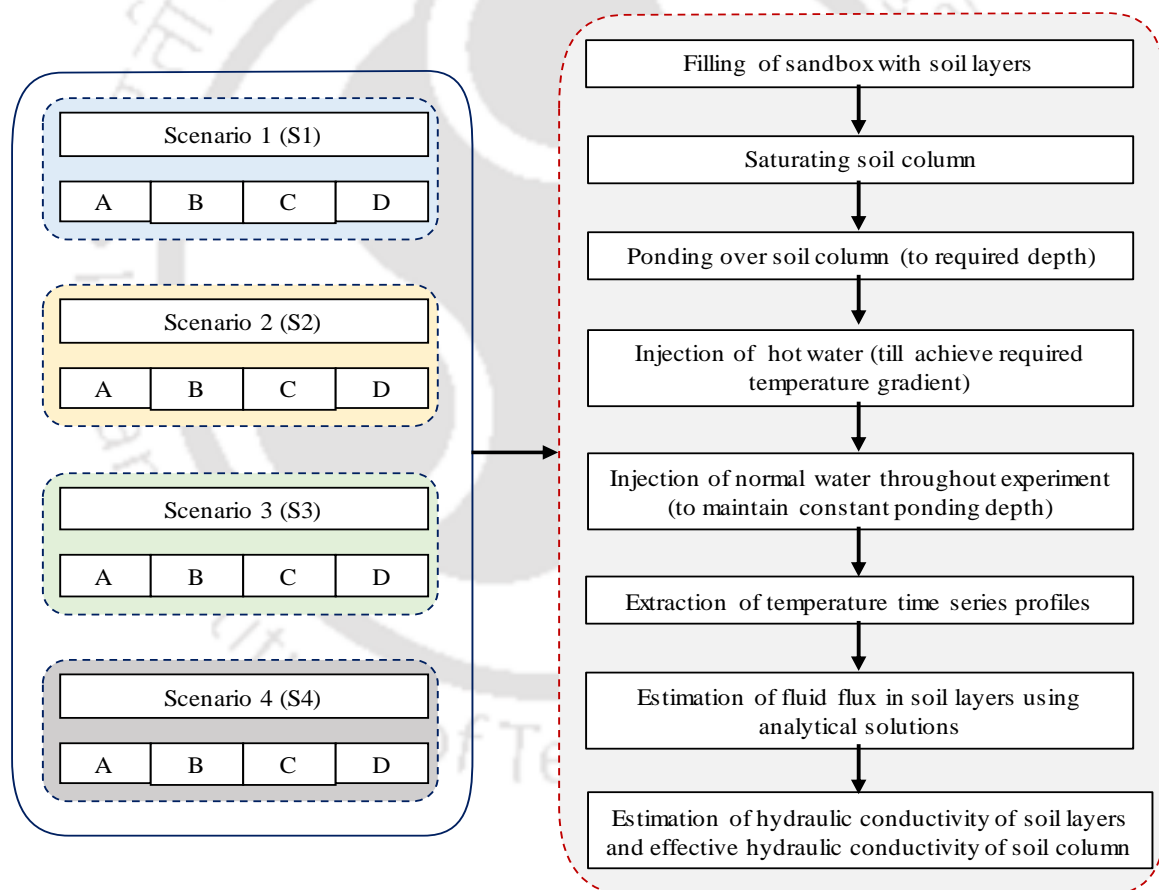 Scenario 1 (S1)
A B C D
Scenario 2 (S2)
A B C D
Scenario 3 (S3)
A B C D
Scenario 4 (S4)
A B C D
Filling of sandbox with soil layers
Saturating soil column
Ponding over soil column (to required depth)
Injection of hot water (till achieve required
temperature gradient)
Injection of normal water throughout experiment
(to maintain constant ponding depth)
Extraction of temperature time series profiles
Estimation of fluid flux in soil layers using
analytical solutions
Estimation of hydraulic conductivity of soil layers
and effective hydraulic conductivity of soil column